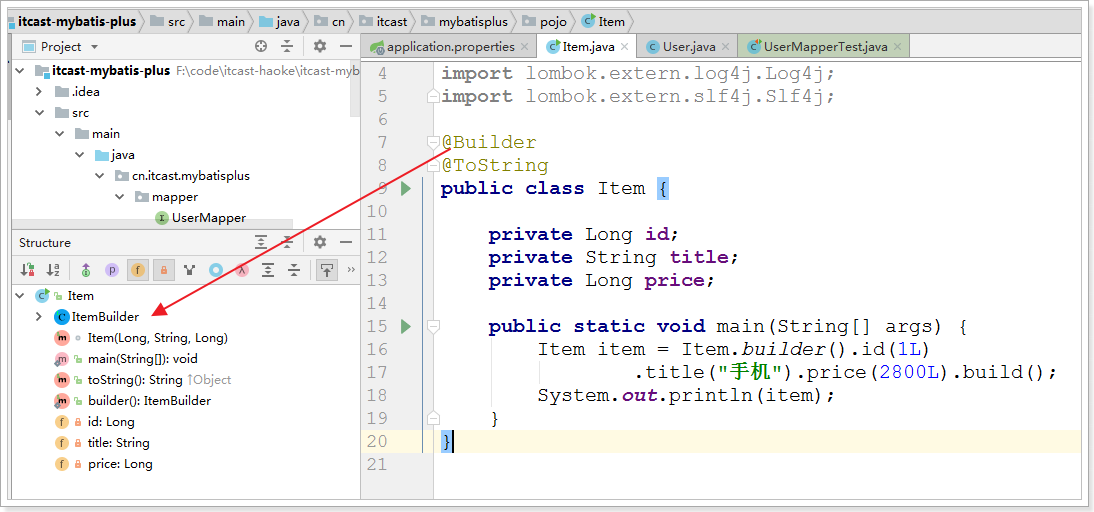 itcast-mybatis-plus src main java cn itcast mybatisplus pojo Item
Project
application.properties Item.java User.java UserMapperTest.java
itcast-mybatis-plus F:\code\itcast-haoke\itcast-myb
.idea
src
main
java
cn.itcast.mybatisplus
mapper
UserMapper
Structure
Item
ItemBuilder
Item(Long, String, Long)
main(String[]): void
toString(): String ↑Object
builder(): ItemBuilder
id: Long
title: String
price: Long
4 import lombok.extern.log4j.Log4j;
5 import lombok.extern.slf4j.Slf4j;
6
7 @Builder
8 @ToString
9 public class Item {
10
11 private Long id;
12 private String title;
13 private Long price;
14
15 public static void main(String[] args) {
16 Item item = Item.builder().id(1L)
17 .title("手机").price(2800L).build();
18 System.out.println(item);
19 }
20 }
21